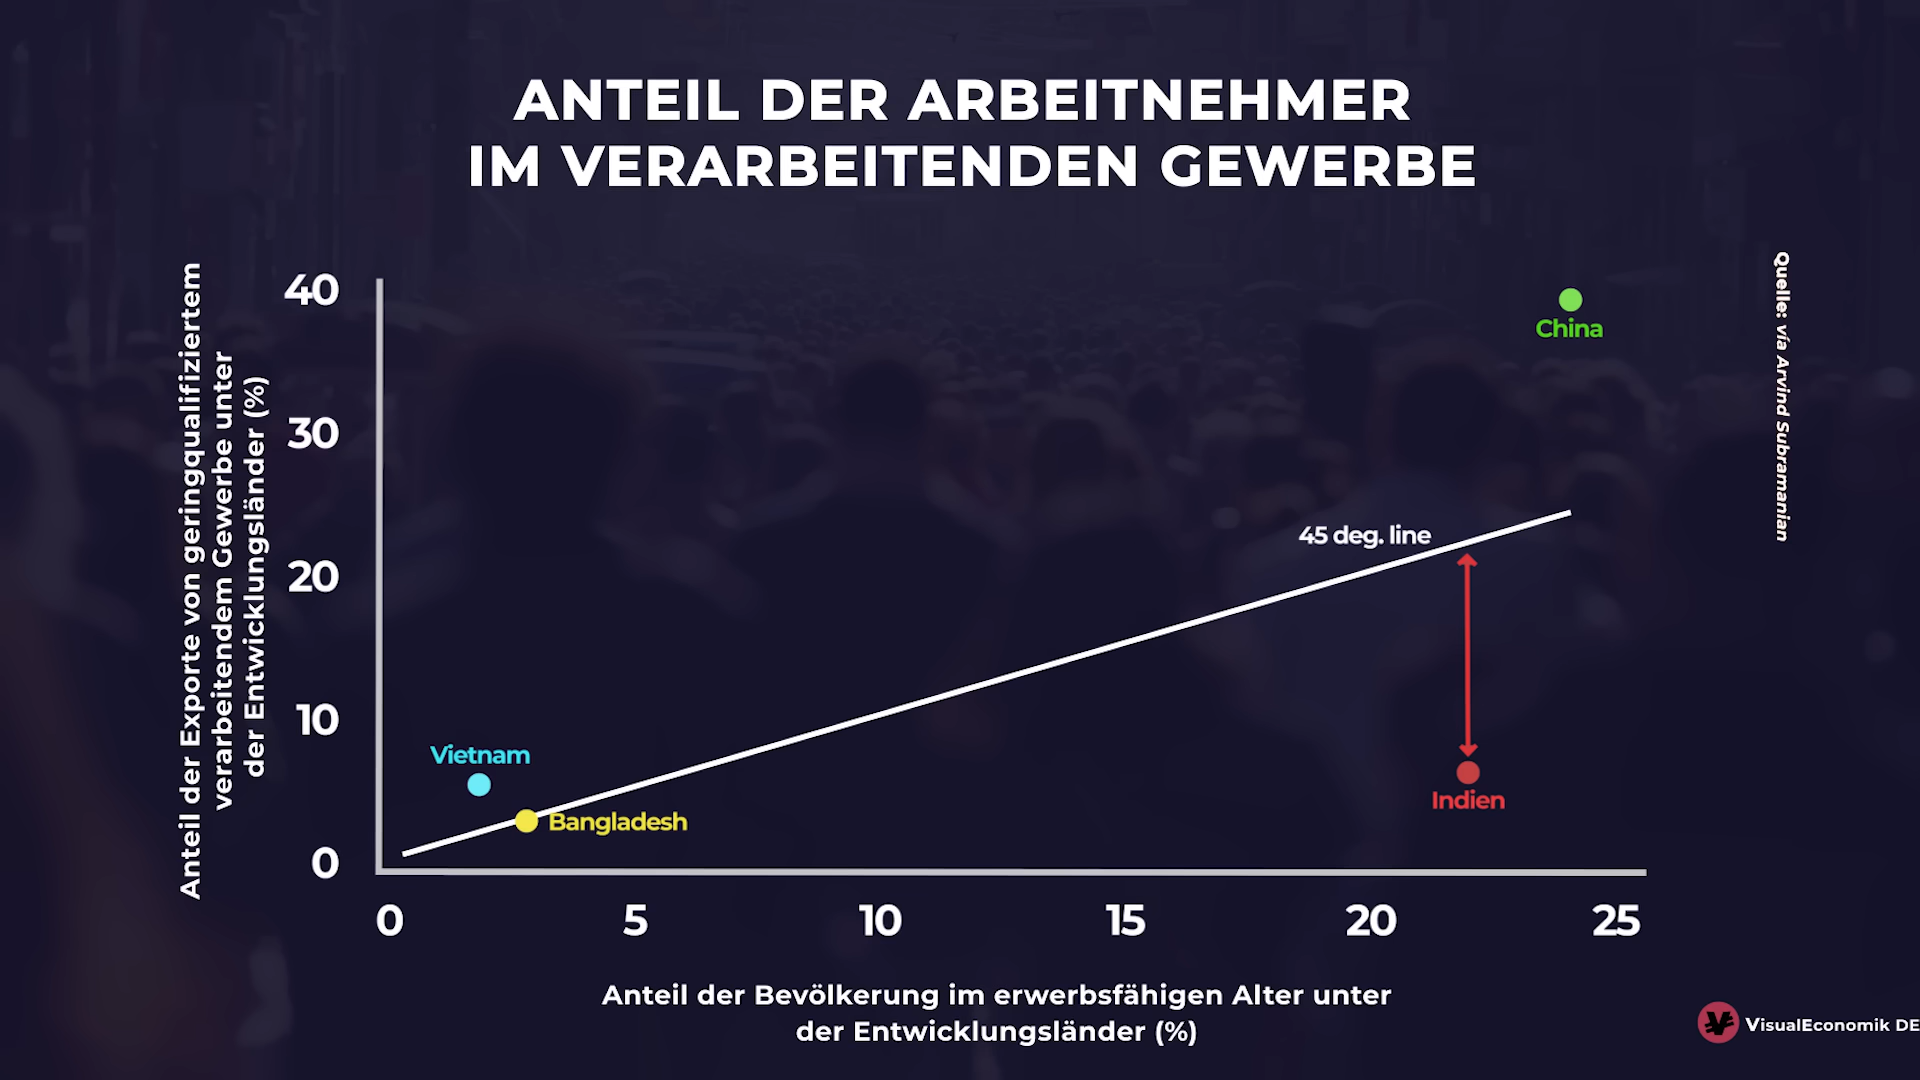 ANTEIL DER ARBEITNEHMER
IM VERARBEITENDEN GEWERBE
Anteil der Exporte von geringqualifiziertem
verarbeitendem Gewerbe unter
der Entwicklungsländer (%)
40
30
20
10
0
China
45 deg. line
Vietnam
Bangladesh
Indien
0
5
10
15
20
25
Anteil der Bevölkerung im erwerbsfähigen Alter unter
der Entwicklungsländer (%)
Quelle: vía Arvind Subramanian
VisualEconomik DE